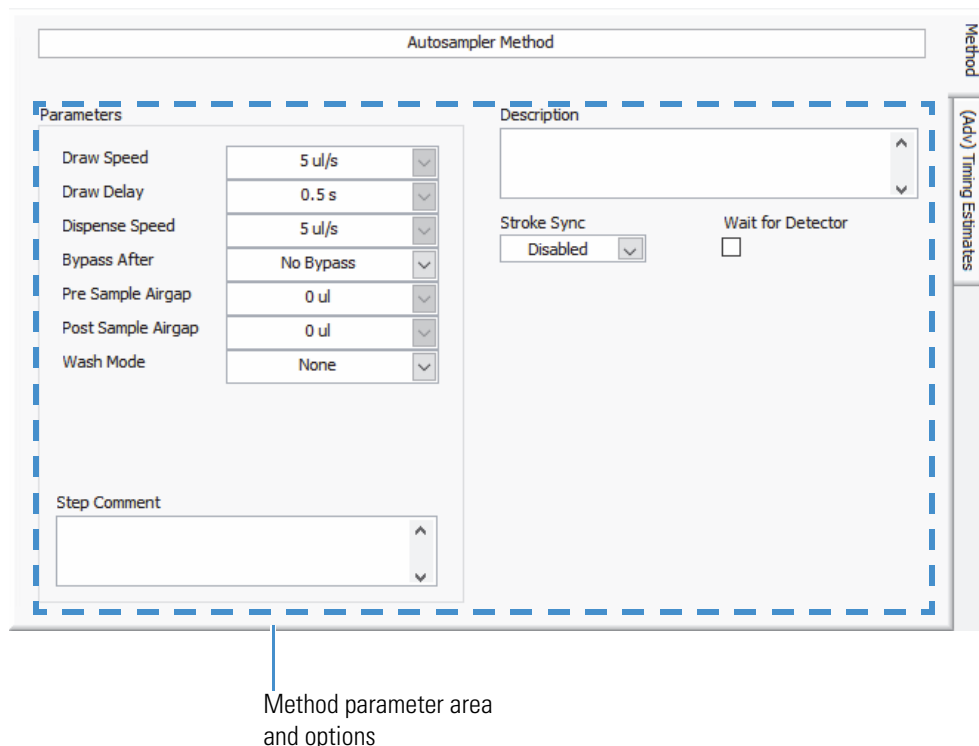 Autosampler Method
Method
(Adv) Timing Estimates
Parameters
Draw Speed 5 ul/s
Draw Delay 0.5 s
Dispense Speed 5 ul/s
Bypass After No Bypass
Pre Sample Airgap 0 ul
Post Sample Airgap 0 ul
Wash Mode None
Step Comment
Description
Stroke Sync Wait for Detector
Disabled
Method parameter area
and options